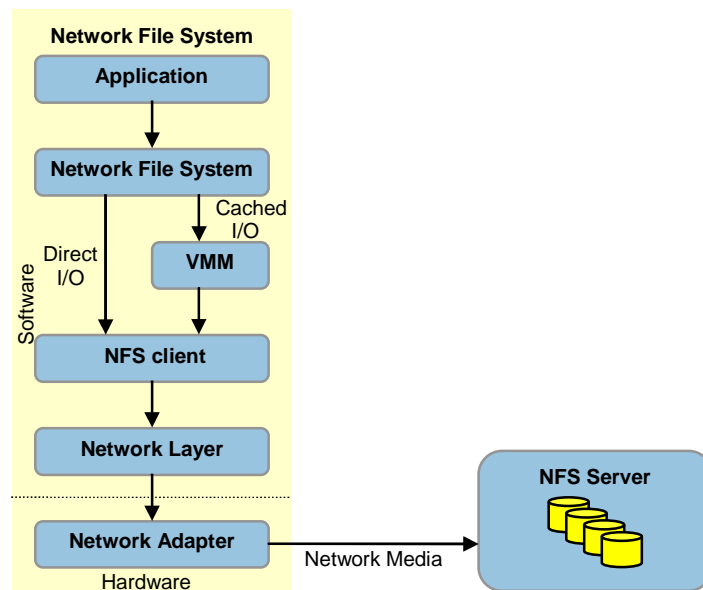 Network File System
Application
Network File System
Cached
I/O
Direct
I/O
VMM
Software
NFS client
Network Layer
NFS Server
Network Adapter
Network Media
Hardware